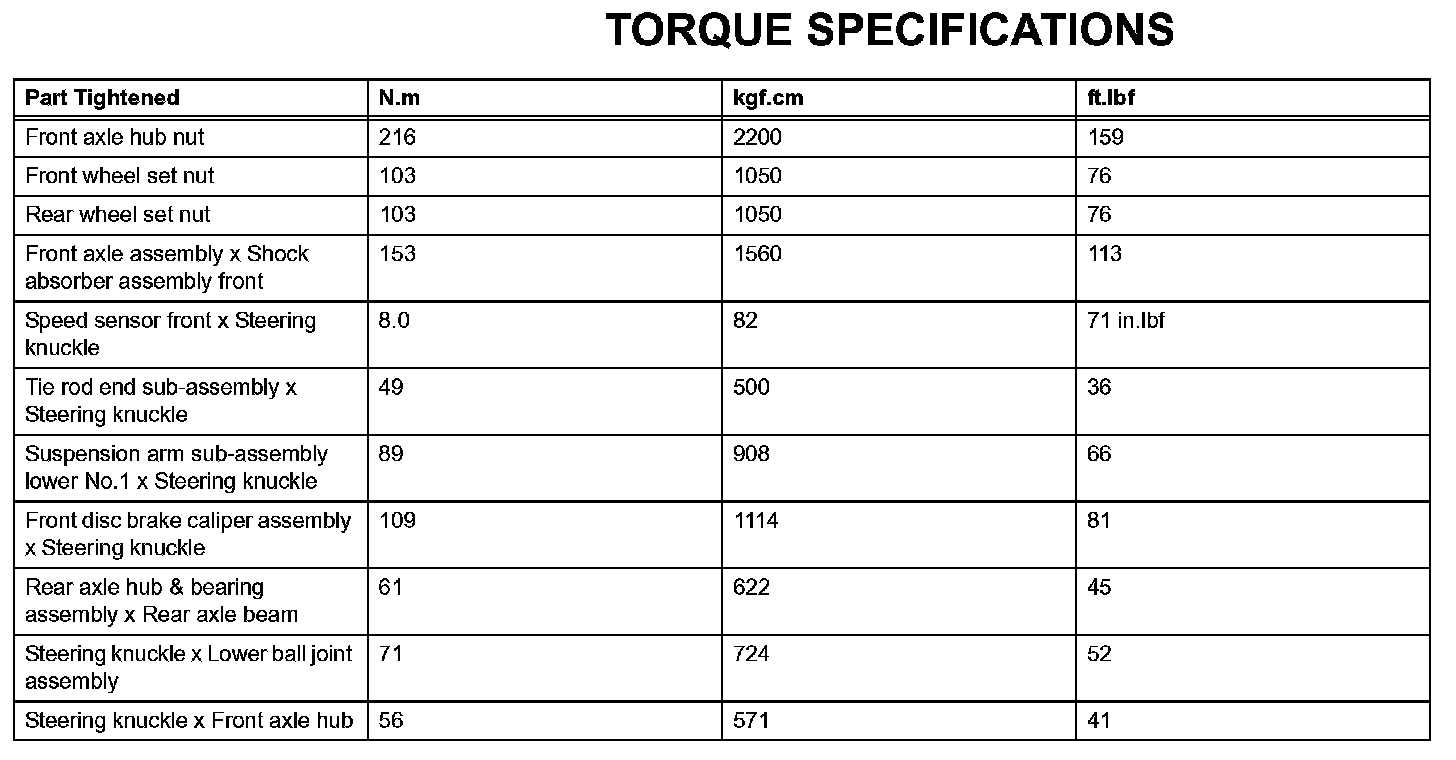 TORQUE SPECIFICATIONS
Part Tightened N.m kgf.cm ft.lbf
Front axle hub nut 216 2200 159
Front wheel set nut 103 1050 76
Rear wheel set nut 103 1050 76
Front axle assembly x Shock 153 1560 113
absorber assembly front
Speed sensor front x Steering 8.0 82 71 in.lbf
knuckle
Tie rod end sub-assembly x 49 500 36
Steering knuckle
Suspension arm sub-assembly 89 908 66
lower No.1 x Steering knuckle
Front disc brake caliper assembly 109 1114 81
x Steering knuckle
Rear axle hub & bearing 61 622 45
assembly x Rear axle beam
Steering knuckle x Lower ball joint 71 724 52
assembly
Steering knuckle x Front axle hub 56 571 41